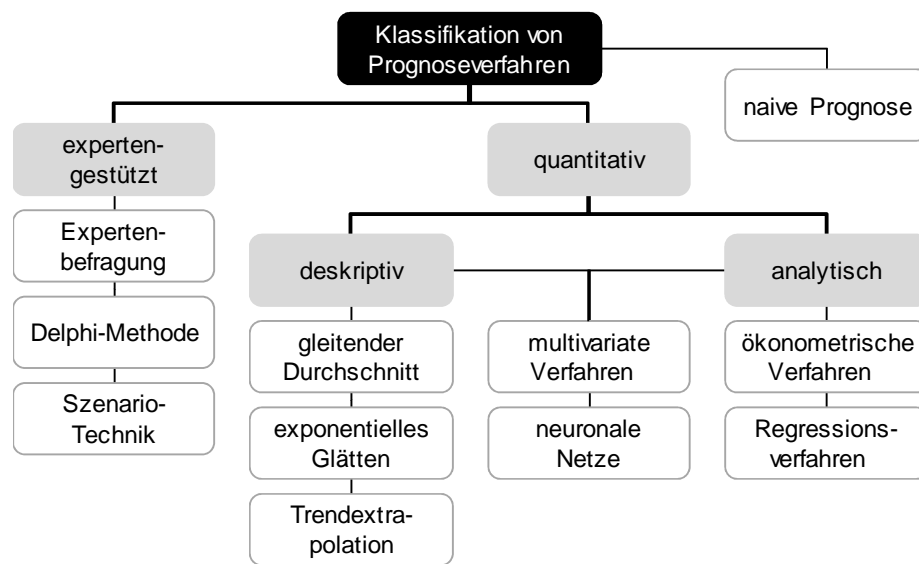 Klassifikation von
Prognoseverfahren
naive Prognose
experten-
gestützt
quantitativ
Experten-
befragung
deskriptiv
analytisch
Delphi-Methode
gleitender
Durchschnitt
multivariate
Verfahren
ökonometrische
Verfahren
Szenario-
Technik
exponentielles
Glätten
neuronale
Netze
Regressions-
verfahren
Trendextra-
polation